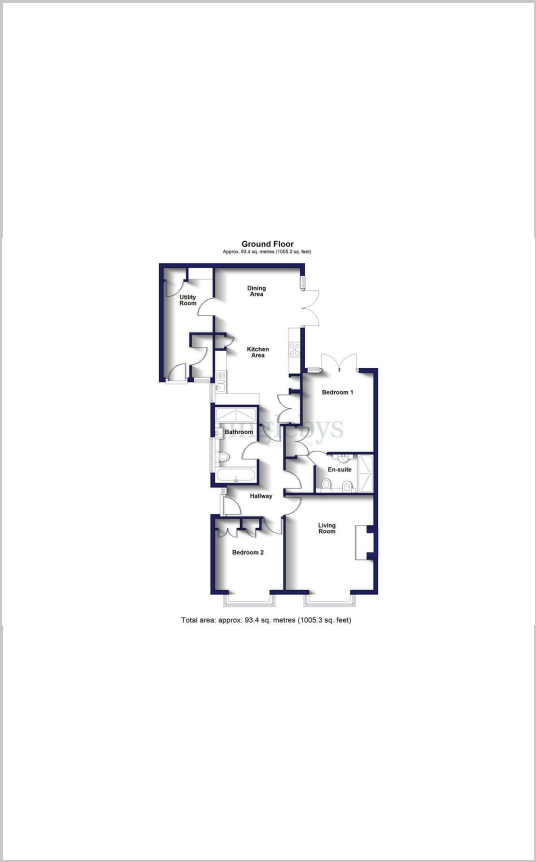 Ground Floor
Approx. 93.4 sq. metres (1005.3 sq. feet)
Dining
Area
Utility
Room
Kitchen
Area
Bedroom 1
Bathroom
En-suite
Hallway
Living
Room
Bedroom 2
Total area: approx. 93.4 sq. metres (1005.3 sq. feet)